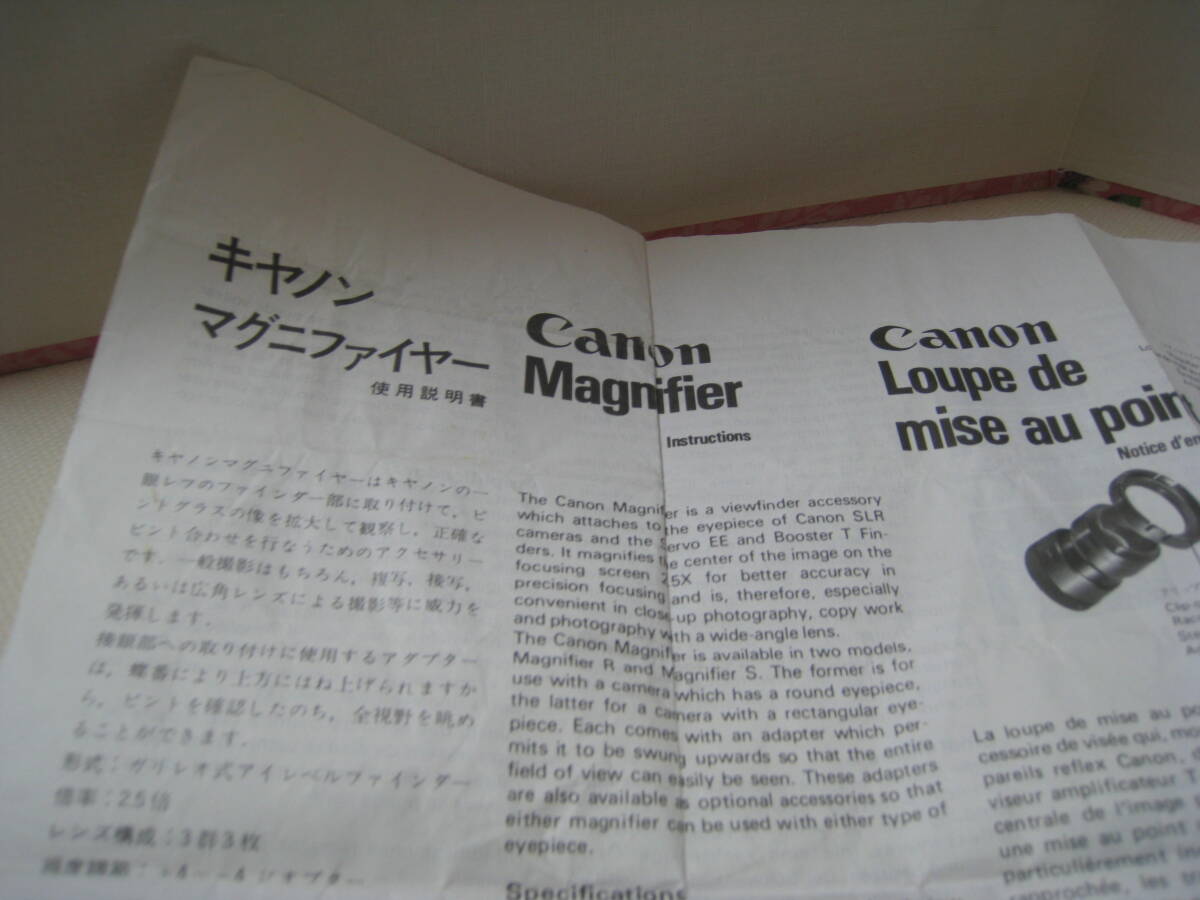 キヤノン
マグニファイヤー
使用説明書
キヤノンマグニファイヤーはキヤノンの一
眼レフのファインダー部に取り付けて，ピ
ントグラスの像を拡大して観察し，正確な
ピント合わせを行なうためのアクセサリー
です．一般撮影はもちろん，複写，接写，
あるいは広角レンズによる撮影等に威力を
発揮します．
接眼部への取り付けに使用するアダプター
は，蝶番により上方にはね上げられますか
ら，ピントを確認したのち，全視野を眺め
ることができます．
形式：ガリレオ式アイレベルファインダー
倍率：2.5倍
レンズ構成：3群3枚
視度調節：+4～-4ジオプター
Canon
Magnifier
Instructions
The Canon Magnifier is a viewfinder accessory
which attaches to the eyepiece of Canon SLR
cameras and the Servo EE and Booster T Fin-
ders. It magnifies the center of the image on the
focusing screen 2.5X for better accuracy in
precision focusing and is, therefore, especially
convenient in close-up photography, copy work
and photography with a wide-angle lens.
The Canon Magnifier is available in two models,
Magnifier R and Magnifier S. The former is for
use with a camera which has a round eyepiece,
the latter for a camera with a rectangular eye-
piece. Each comes with an adapter which per-
mits it to be swung upwards so that the entire
field of view can easily be seen. These adapters
are also available as optional accessories so that
either magnifier can be used with either type of
eyepiece.
Specifications
Canon
Loupe de
mise au poin
Notice d'em
Clip-
Ad
La loupe de mise au po
cessoire de visée qui, mo
pareils reflex Canon,
viseur amplificateur T
centrale de l'image
une mise au point
particulièrement in
rapprochée, les tr